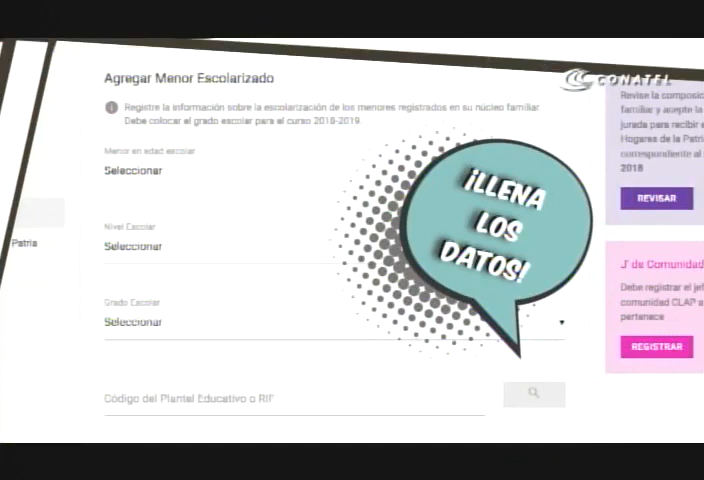 Agregar Menor Escolarizado
CONATEL
Registre la información sobre la escolarización de los menores registrados en su núcleo familiar.
Debe colocar el grado escolar para el curso 2018-2019.
Menor en edad escolar
Seleccionar
Nivel Escolar
Seleccionar
Grado Escolar
Seleccionar
Código del Plantel Educativo o RIF
¡LLENA
LOS
DATOS!
Patria
Revise la composic
familiar y acepte la
jurada para recibir e
Hogares de la Patri
correspondiente al
2018
REVISAR
J' de Comunidad
Debe registrar el jef
comunidad CLAP a
pertenece
REGISTRAR